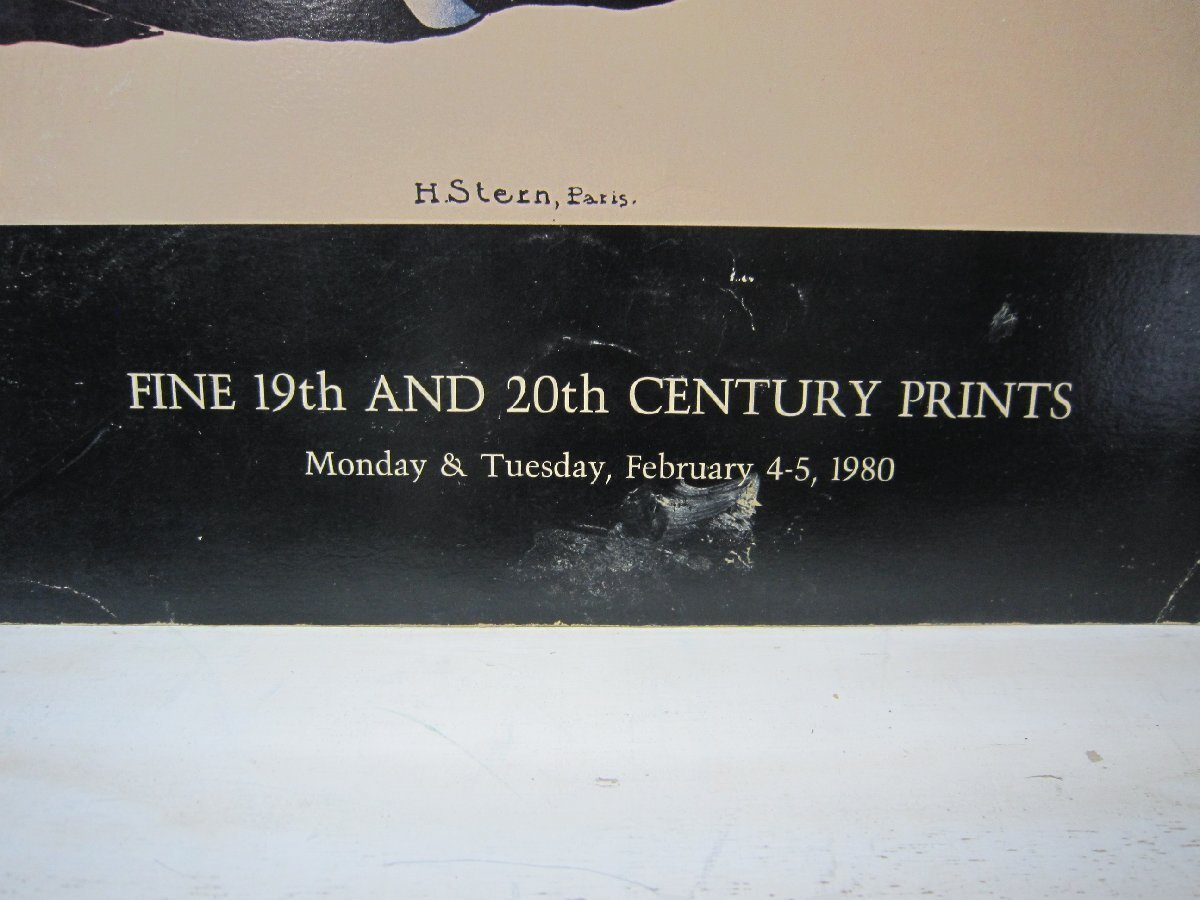 H.Stern, Paris.
FINE 19th AND 20th CENTURY PRINTS
Monday & Tuesday, February 4-5, 1980